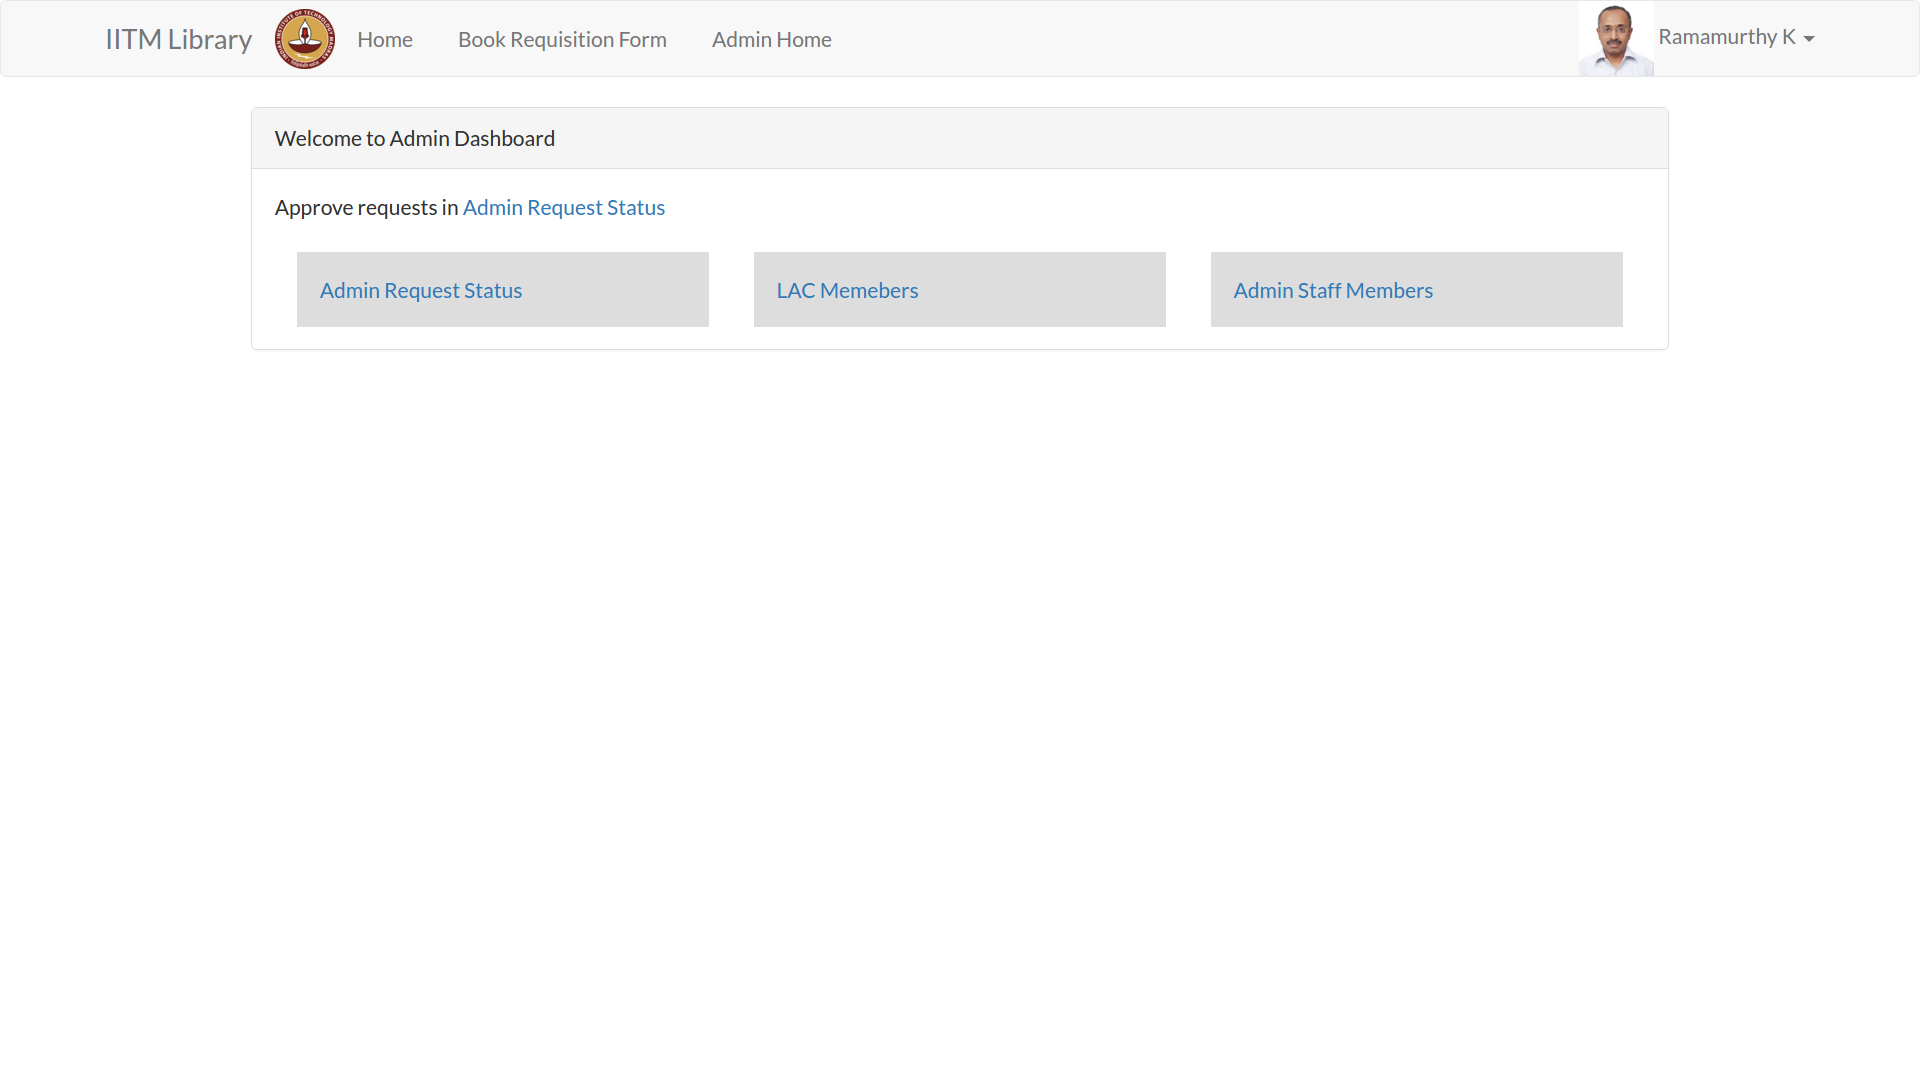 IITM Library
Home
Book Requisition Form
Admin Home
Ramamurthy K
Welcome to Admin Dashboard
Approve requests in Admin Request Status
Admin Request Status
LAC Memebers
Admin Staff Members